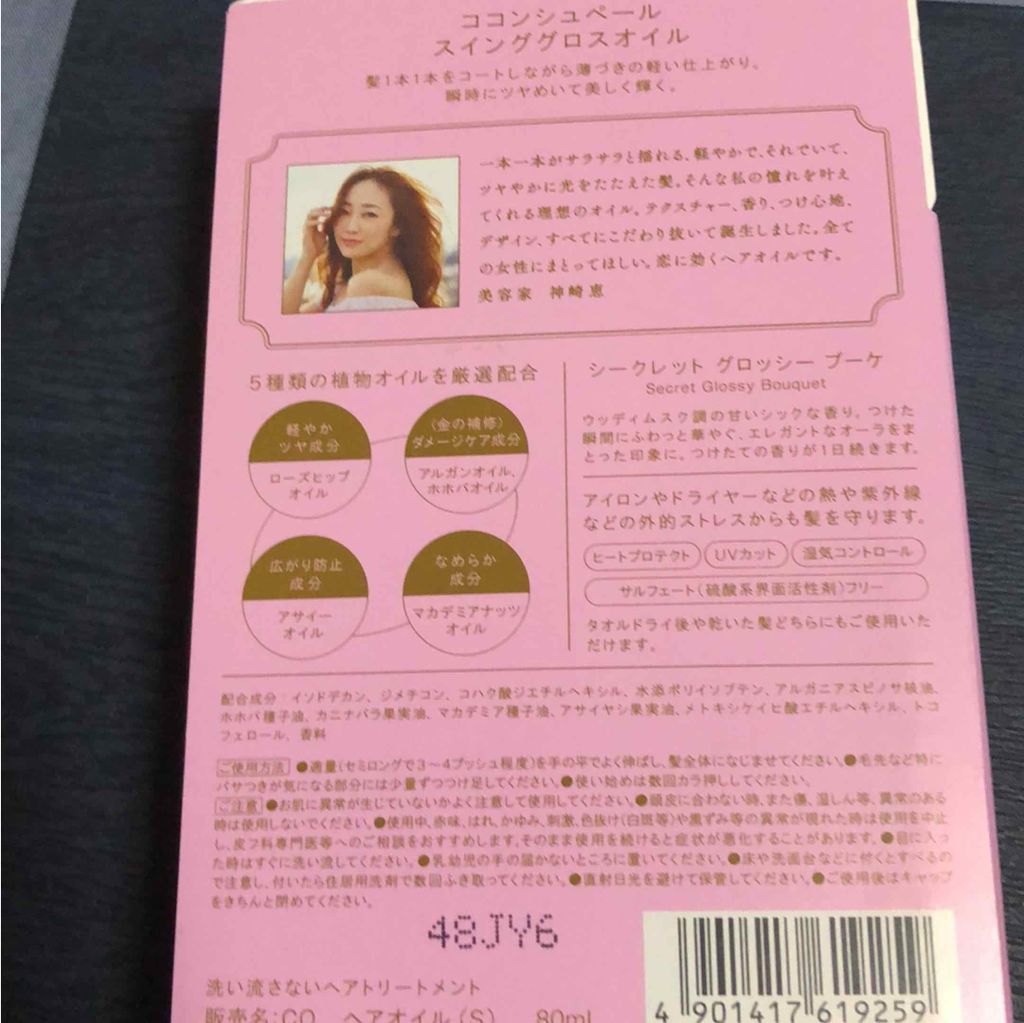 ココンシュペール
スイングロスオイル
髪1本1本をコートしながら薄づきの軽い仕上がり。
瞬時にツヤめいて美しく輝く。
一本一本がサラサラと揺れる、軽やかで、それでいて、
ツヤやかに光をたたえた髪。そんな私の憧れを叶え
てくれる理想のオイル。テクスチャー、香り、つけ心地、
デザイン、すべてにこだわり抜いて誕生しました。全て
の女性にまとってほしい。恋に効くヘアオイルです。
美容家 神崎恵
5種類の植物オイルを厳選配合
軽やか
ツヤ成分
ローズヒップ
オイル
〈金の補修〉
ダメージケア成分
アルガンオイル、
ホホバオイル
広がり防止
成分
アサイー
オイル
なめらか
成分
マカデミアナッツ
オイル
シークレット グロッシー ブーケ
Secret Glossy Bouquet
ウッディムスク調の甘いシックな香り。つけた
瞬間にふわっと華やぐ、エレガントなオーラをま
とった印象に。つけたての香りが1日続きます。
アイロンやドライヤーなどの熱や紫外線
などの外的ストレスからも髪を守ります。
ヒートプロテクト UVカット 湿気コントロール
サルフェート(硫酸系界面活性剤)フリー
タオルドライ後や乾いた髪どちらにもご使用いた
だけます。
配合成分 イソドデカン、ジメチコン、コハク酸ジエチルヘキシル、水添ポリイソブテン、アルガニアスピノサ核油、
ホホバ種子油、カニナバラ果実油、マカデミア種子油、アサイヤシ果実油、メトキシケイヒ酸エチルヘキシル、トコ
フェロール、香料
ご使用方法 ●適量(セミロングで3〜4プッシュ程度)を手の平でよく伸ばし、髪全体になじませてください。●毛先など特に
パサつきが気になる部分には少量ずつつけ足してください。●使い始めは数回カラ押ししてください。
ご注意 ●お肌に異常が生じていないかよく注意して使用してください。●頭皮に合わない時、また傷、湿しん等、異常のある
時は使用しないでください。●使用中、赤味、はれ、かゆみ、刺激、色抜け(白斑等)や黒ずみ等の異常が現れた時は使用を中止
し、皮フ科専門医等へのご相談をおすすめします。そのまま使用を続けると症状が悪化することがあります。●目に入っ
た時はすぐに洗い流してください。●乳幼児の手の届かないところに置いてください。●床や洗面台などに付くとすべるの
で注意し、付いたら住居用洗剤で数回ふき取ってください。●直射日光を避けて保管してください。●ご使用後はキャップ
をきちんと閉めてください。
48JY6
洗い流さないヘアトリートメント
販売名:CO ヘアオイル(S) 80mL
4 901417 619259